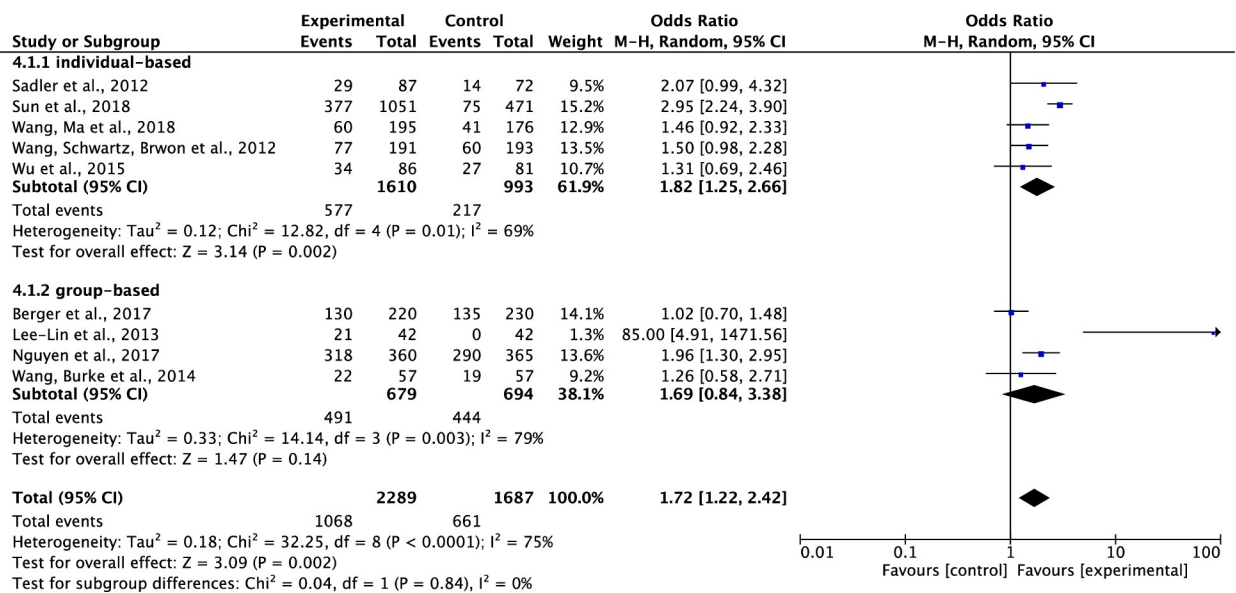 Experimental Control Odds Ratio Odds Ratio
Study or Subgroup Events Total Events Total Weight M-H, Random, 95% CI M-H, Random, 95% CI
4.1.1 individual-based
Sadler et al., 2012 29 87 14 72 9.5% 2.07 [0.99, 4.32]
Sun et al., 2018 377 1051 75 471 15.2% 2.95 [2.24, 3.90]
Wang, Ma et al., 2018 60 195 41 176 12.9% 1.46 [0.92, 2.33]
Wang, Schwartz, Brwon et al., 2012 77 191 60 193 13.5% 1.50 [0.98, 2.28]
Wu et al., 2015 34 86 27 81 10.7% 1.31 [0.69, 2.46]
Subtotal (95% CI) 1610 993 61.9% 1.82 [1.25, 2.66]
Total events 577 217
Heterogeneity: Tau² = 0.12; Chi² = 12.82, df = 4 (P = 0.01); I² = 69%
Test for overall effect: Z = 3.14 (P = 0.002)
4.1.2 group-based
Berger et al., 2017 130 220 135 230 14.1% 1.02 [0.70, 1.48]
Lee-Lin et al., 2013 21 42 0 42 1.3% 85.00 [4.91, 1471.56]
Nguyen et al., 2017 318 360 290 365 13.6% 1.96 [1.30, 2.95]
Wang, Burke et al., 2014 22 57 19 57 9.2% 1.26 [0.58, 2.71]
Subtotal (95% CI) 679 694 38.1% 1.69 [0.84, 3.38]
Total events 491 444
Heterogeneity: Tau² = 0.33; Chi² = 14.14, df = 3 (P = 0.003); I² = 79%
Test for overall effect: Z = 1.47 (P = 0.14)
Total (95% CI) 2289 1687 100.0% 1.72 [1.22, 2.42]
Total events 1068 661
Heterogeneity: Tau² = 0.18; Chi² = 32.25, df = 8 (P < 0.0001); I² = 75%
Test for overall effect: Z = 3.09 (P = 0.002)
Test for subgroup differences: Chi² = 0.04, df = 1 (P = 0.84), I² = 0%
0.01 0.1 1 10 100
Favours [control] Favours [experimental]